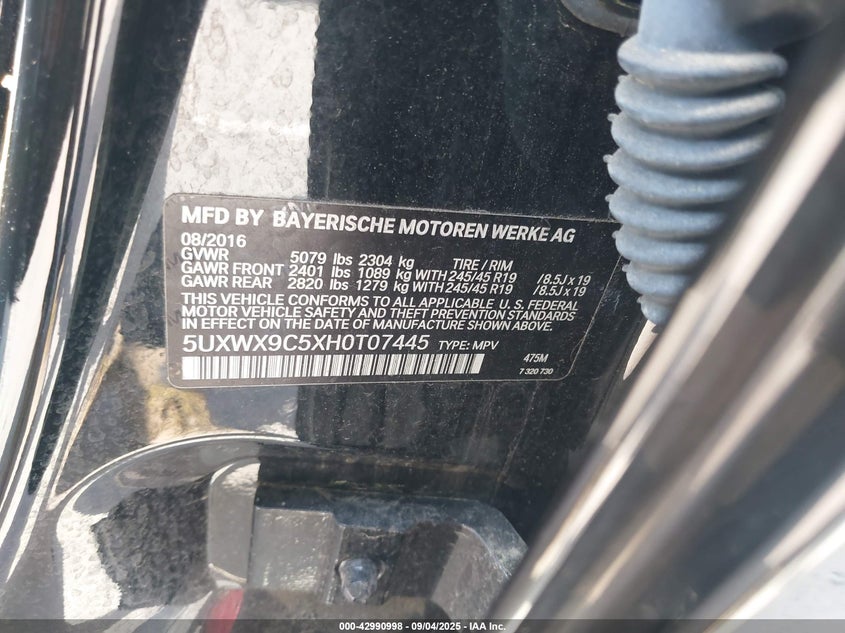 MFD BY BAYERISCHE MOTOREN WERKE AG
08/2016
GVWR 5079 lbs 2304 kg TIRE / RIM
GAWR FRONT 2401 lbs 1089 kg WITH 245/45 R19 /8.5J x 19
GAWR REAR 2820 lbs 1279 kg WITH 245/45 R19 /8.5J x 19
THIS VEHICLE CONFORMS TO ALL APPLICABLE U. S. FEDERAL
MOTOR VEHICLE SAFETY AND THEFT PREVENTION STANDARDS
IN EFFECT ON THE DATE OF MANUFACTURE SHOWN ABOVE.
5UXWX9C5XH0T07445 TYPE: MPV
475M
7 320 730
000-42990998 - 09/04/2025 - IAA Inc.